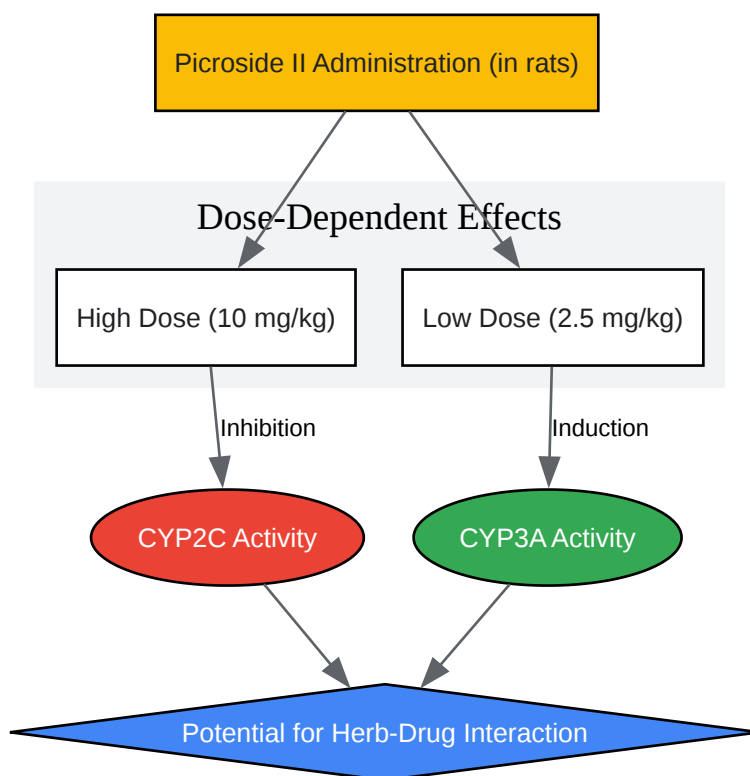 Picroside II Administration (in rats)
Dose-Dependent Effects
High Dose (10 mg/kg)
Low Dose (2.5 mg/kg)
Inhibition
Induction
CYP2C Activity
CYP3A Activity
Potential for Herb-Drug Interaction